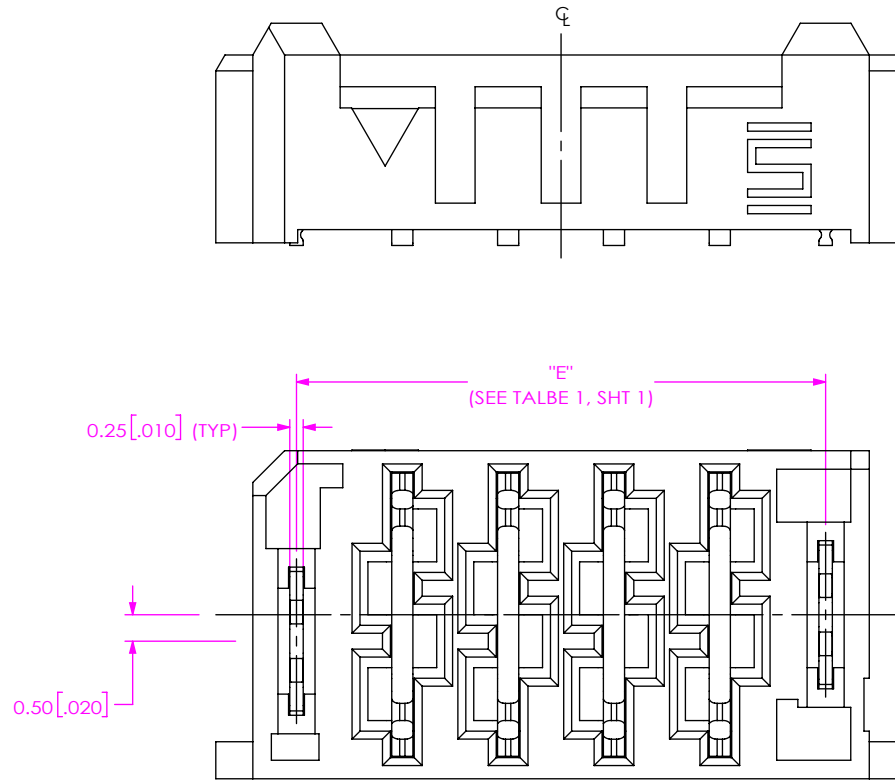 ℄
"E"
(SEE TALBE 1, SHT 1)
0.25[.010] (TYP)
0.50[.020]